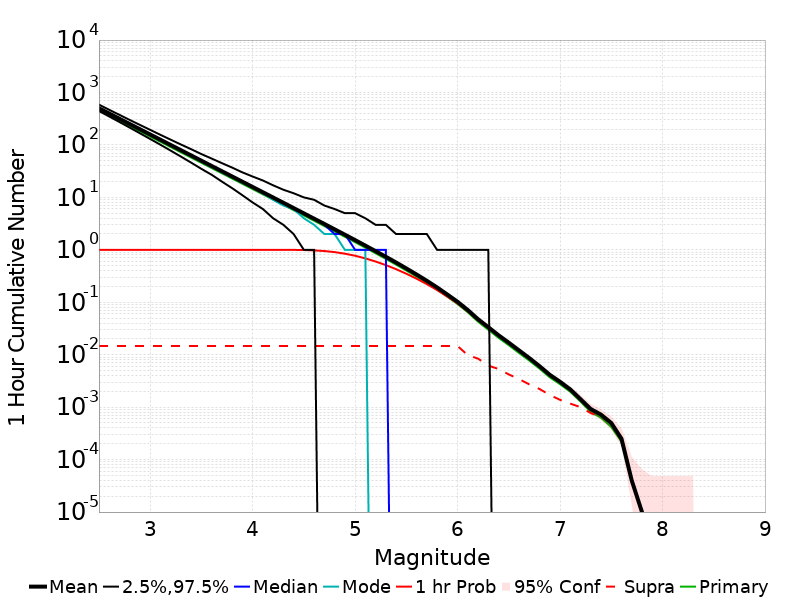 10^4
10^3
10^2
10^1
10^0
10^-1
10^-2
10^-3
10^-4
10^-5
1 Hour Cumulative Number
3 4 5 6 7 8 9
Magnitude
Mean 2.5%,97.5% Median Mode 1 hr Prob 95% Conf Supra Primary